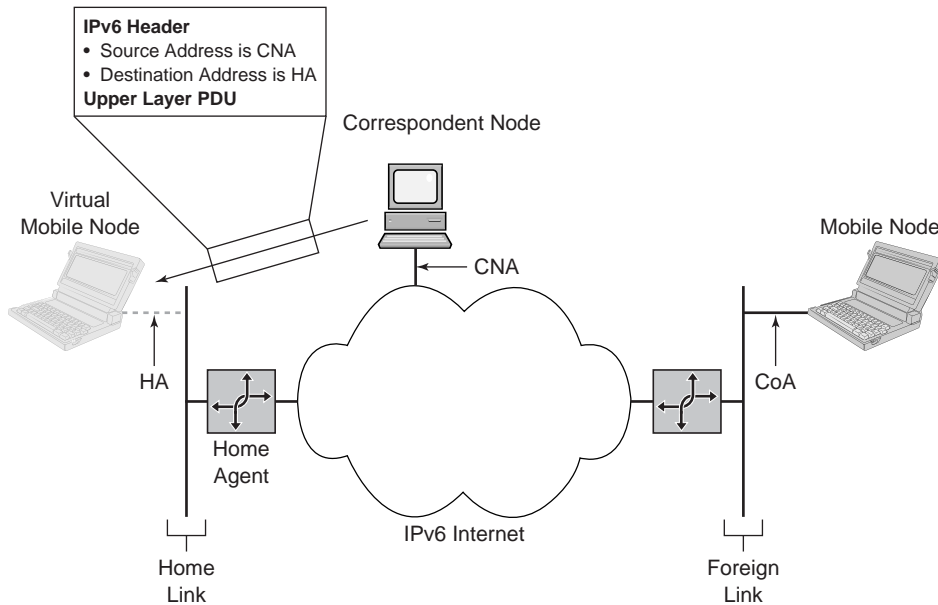 IPv6 Header
• Source Address is CNA
• Destination Address is HA
Upper Layer PDU
Correspondent Node
Virtual
Mobile Node
Mobile Node
CNA
HA
CoA
Home
Agent
IPv6 Internet
Home
Link
Foreign
Link